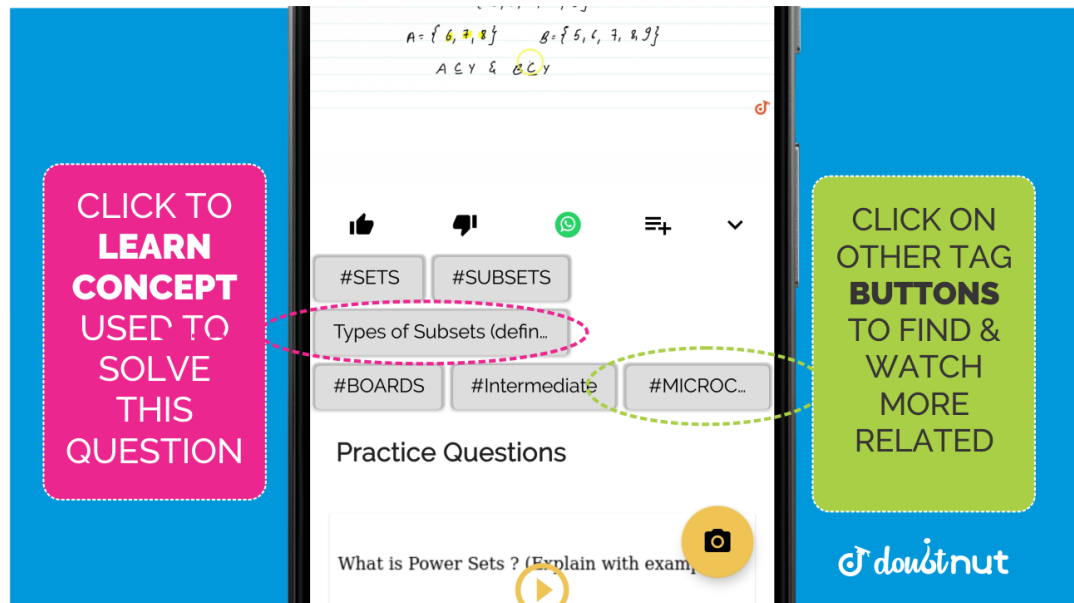 A = { 6, 7, 8 } B = { 5, 6, 7, 8, 9 }
A ⊆ Y & B ⊆ Y
CLICK TO
LEARN
CONCEPT
USED TO
SOLVE
THIS
QUESTION
#SETS #SUBSETS
Types of Subsets (defin...
#BOARDS #Intermediate #MICROC...
Practice Questions
What is Power Sets ? (Explain with
CLICK ON
OTHER TAG
BUTTONS
TO FIND &
WATCH
MORE
RELATED
doubtnut